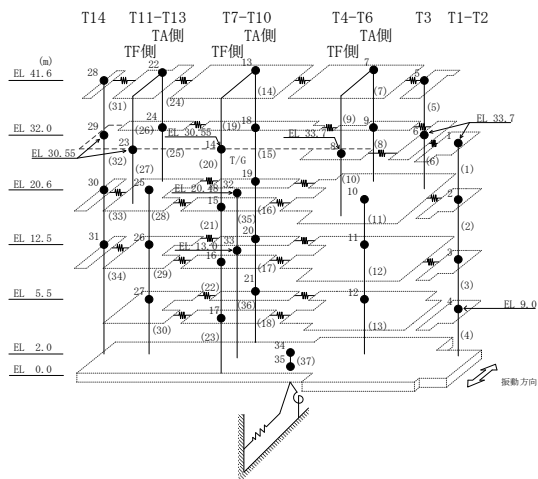 T14 T11-T13 T7-T10 T4-T6 T3 T1-T2
TA側 TA側 TA側
TF側 TF側
(m)
EL 41.6 28 22 13 7 5
(31) (24) (14) (7) (5)
EL 33.7
EL 32.0 29 (26) 24 EL 30.55 (19) 18 EL 33.7 (9) 9 6 1
EL 30.55 (32) 23 (25) 14 (15) 8 (8) (6) (1)
(27) (20) T/G (10)
EL 20.6 30 25 EL 20.48 32 19 10 2
(33) (28) 15 (35) (16) (11) (2)
(21)
EL 12.5 31 26 33 20 11 3
(34) (29) 16 (17) (12) (3)
EL 5.5 27 (22) (36) 21 12 4 EL 9.0
(30) 17 (18) (13) (4)
(23)
EL 2.0 34
EL 0.0 35 (37)
振動方向